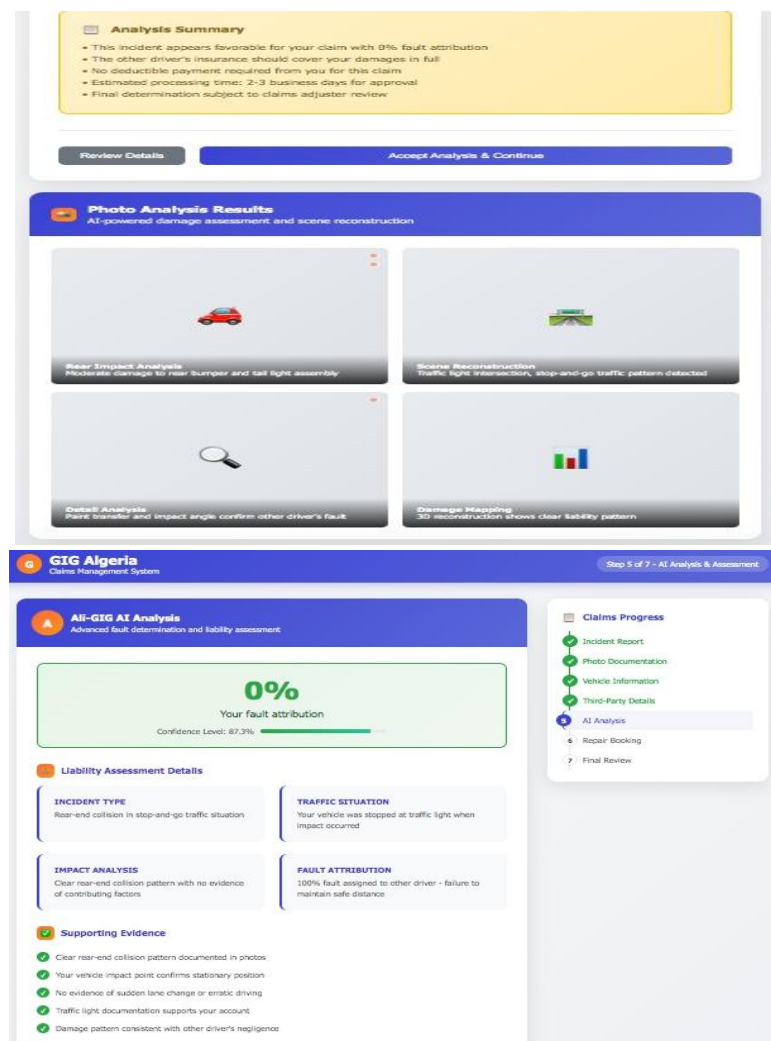 Analysis Summary
• This incident appears favorable for your claim with 0% fault attribution
• The other driver's insurance should cover your damages in full
• No deductible payment required from you for this claim
• Estimated processing time: 2-3 business days for approval
• Final determination subject to claims adjuster review
Review Details
Accept Analysis & Continue
Photo Analysis Results
AI-powered damage assessment and scene reconstruction
Rear Impact Analysis
Moderate damage to rear bumper and tail light assembly
Scene Reconstruction
Traffic light intersection, stop-and-go traffic pattern detected
Detail Analysis
Paint transfer and impact angle confirm other driver's fault
Damage Mapping
3D reconstruction shows clear liability pattern
G
GIG Algeria
Claims Management System
Step 5 of 7 - AI Analysis & Assessment
A
Ali-GIG AI Analysis
Advanced fault determination and liability assessment
0%
Your fault attribution
Confidence Level: 87.3%
Liability Assessment Details
INCIDENT TYPE
Rear-end collision in stop-and-go traffic situation
TRAFFIC SITUATION
Your vehicle was stopped at traffic light when
impact occurred
IMPACT ANALYSIS
Clear rear-end collision pattern with no evidence
of contributing factors
FAULT ATTRIBUTION
100% fault assigned to other driver - failure to
maintain safe distance
Supporting Evidence
Clear rear-end collision pattern documented in photos
Your vehicle impact point confirms stationary position
No evidence of sudden lane change or erratic driving
Traffic light documentation supports your account
Damage pattern consistent with other driver's negligence
Claims Progress
Incident Report
Photo Documentation
Vehicle Information
Third-Party Details
5 AI Analysis
6 Repair Booking
7 Final Review